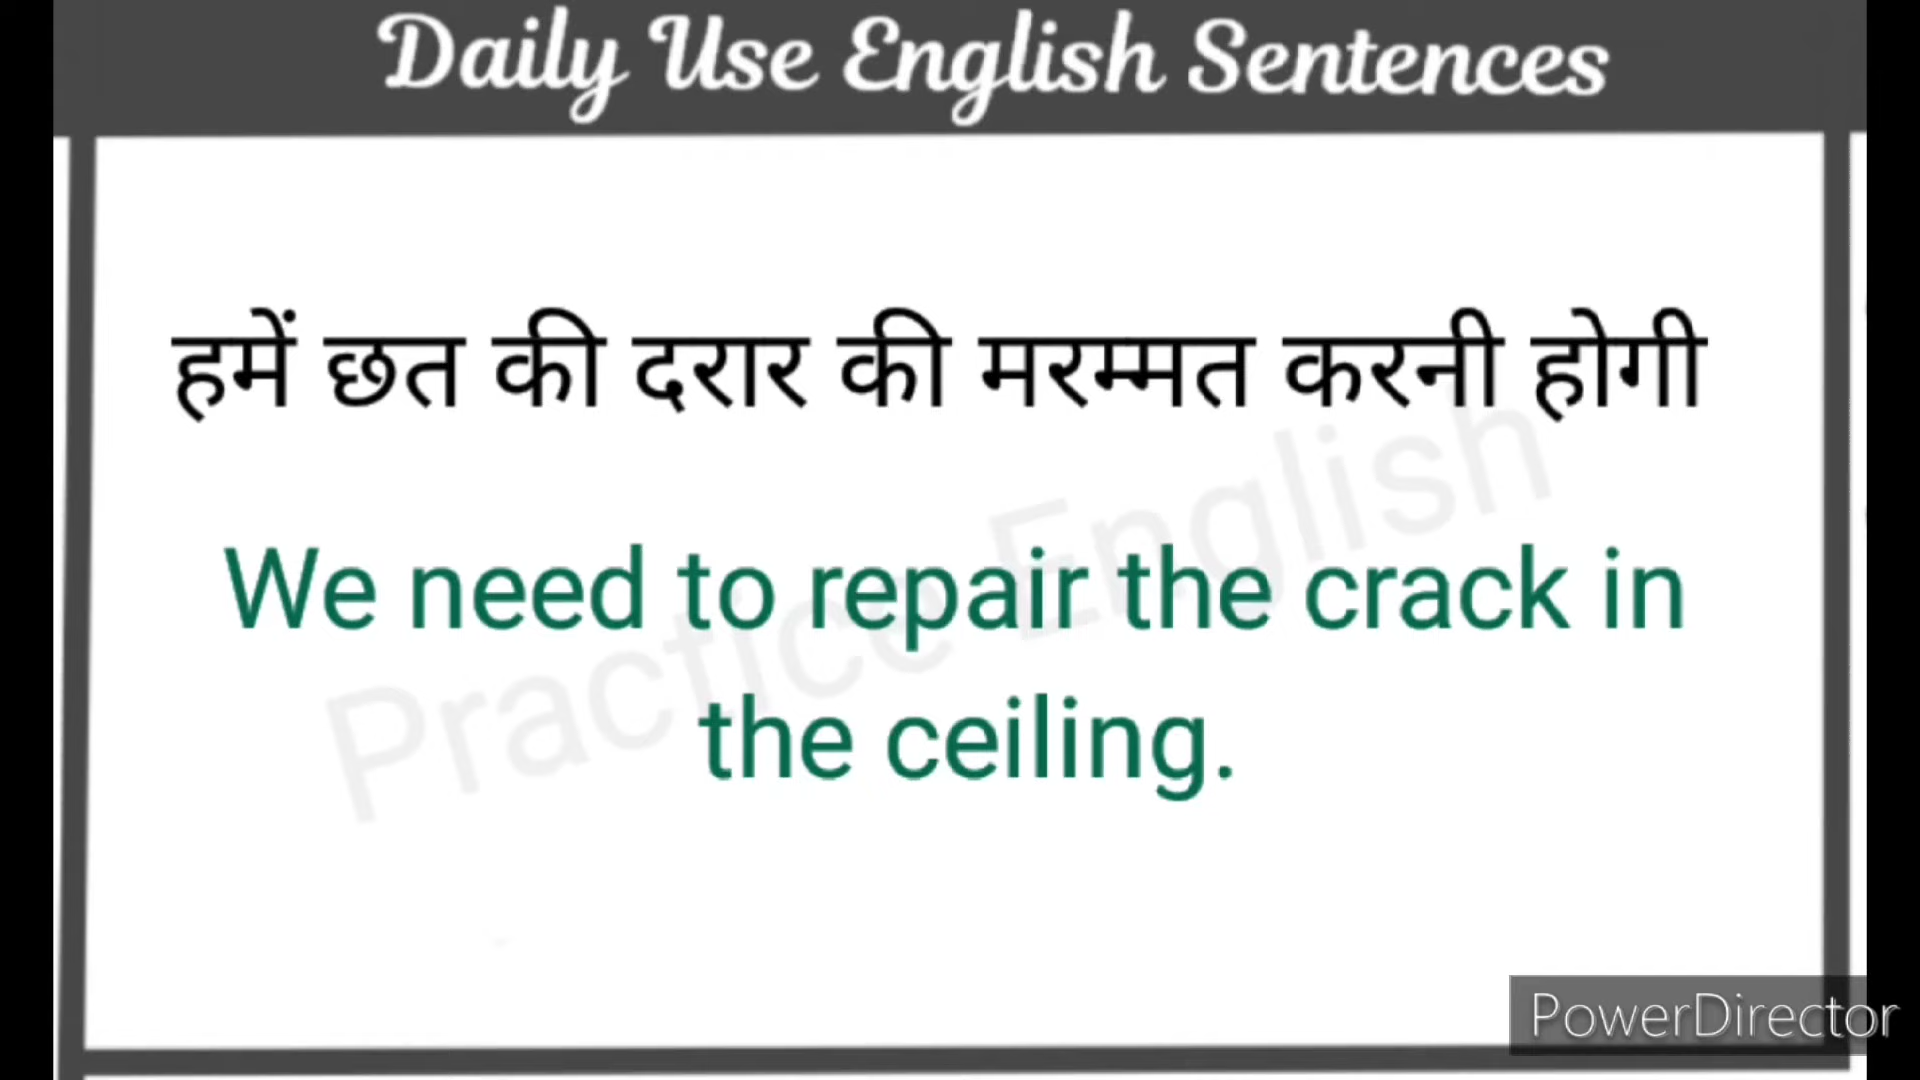 Daily Use English Sentences
हमें छत की दरार की मरम्मत करनी होगी
We need to repair the crack in
the ceiling.
Practice English
PowerDirector